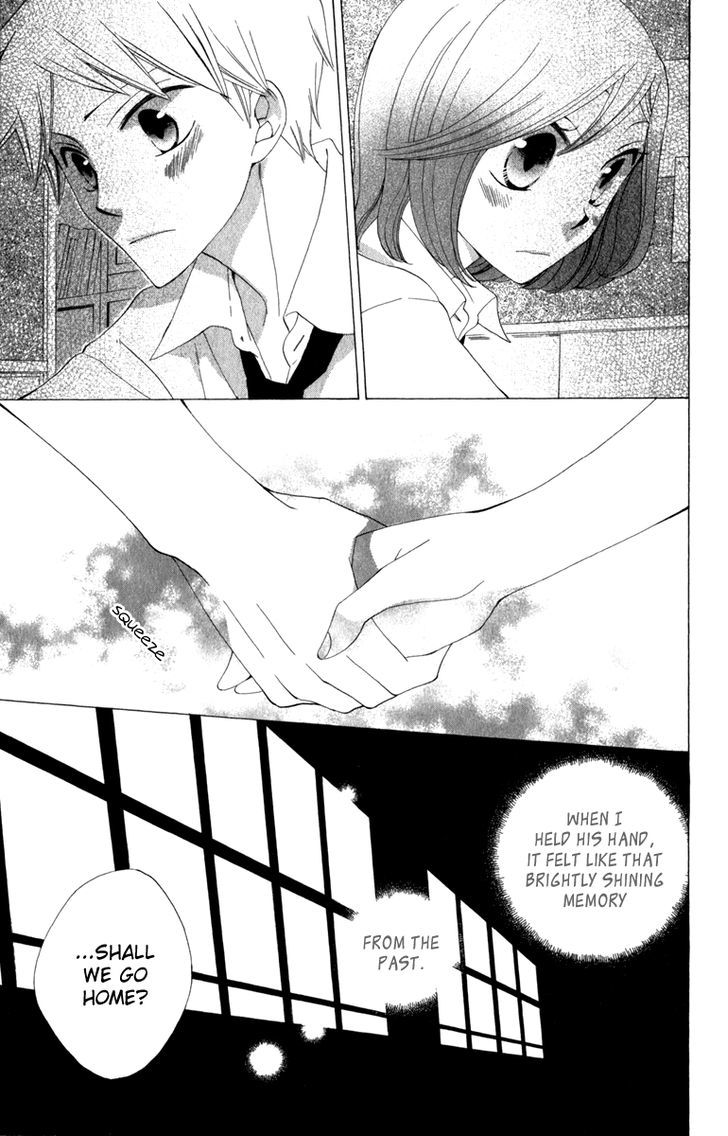 SQUEEZE
WHEN I
HELD HIS HAND,
IT FELT LIKE THAT
BRIGHTLY SHINING
MEMORY
FROM THE
PAST.
...SHALL
WE GO
HOME?